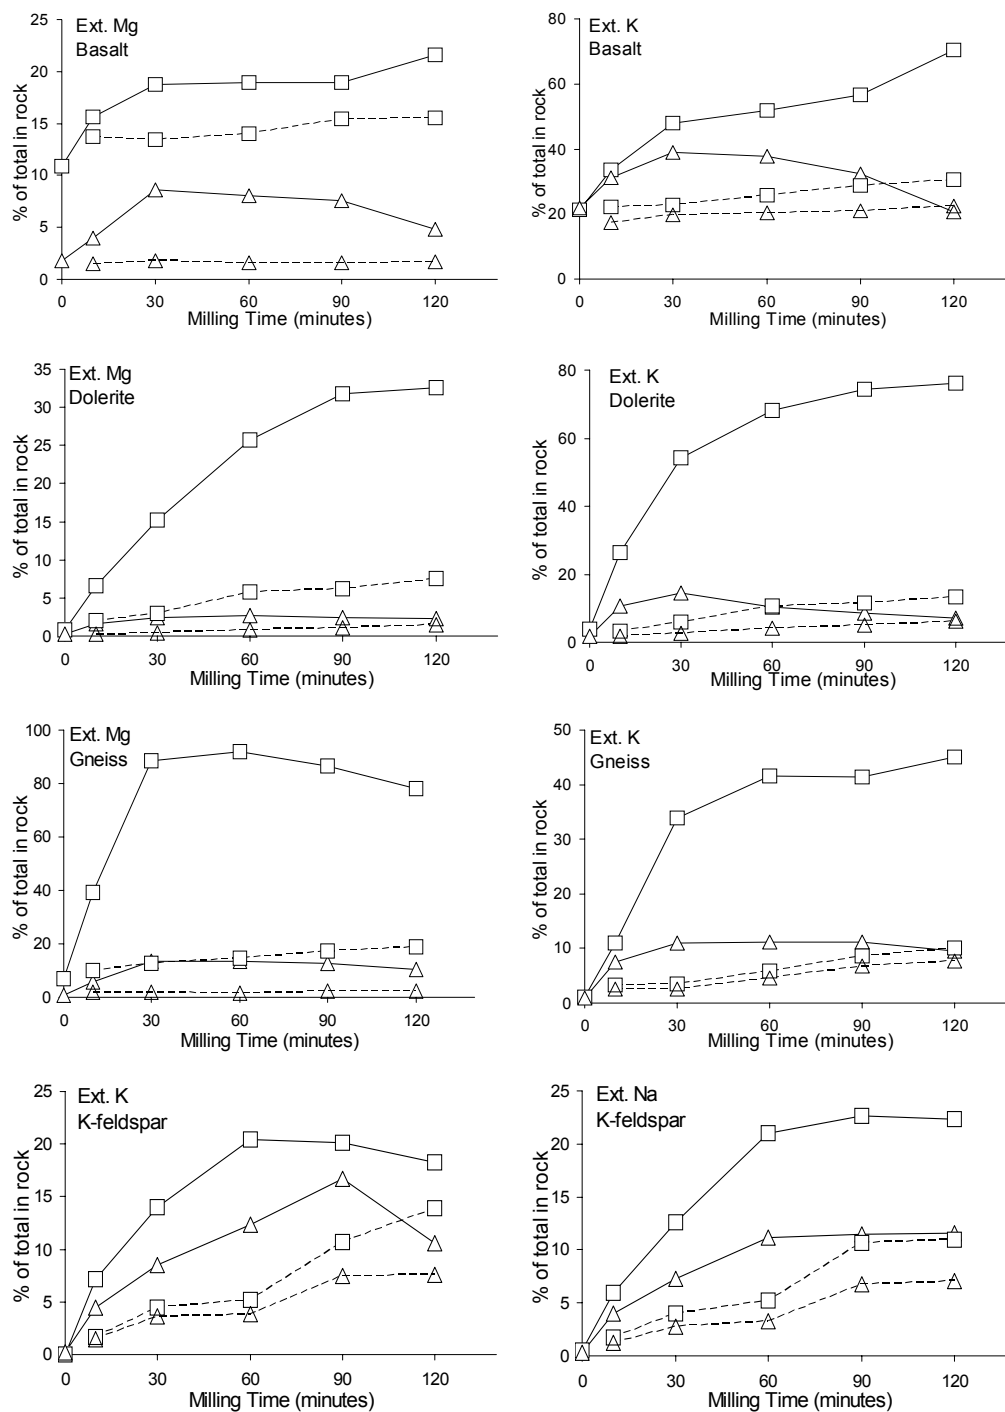 Ext. Mg
Basalt
% of total in rock
25
20
15
10
5
0
0 30 60 90 120
Milling Time (minutes)
Ext. K
Basalt
% of total in rock
80
60
40
20
0
0 30 60 90 120
Milling Time (minutes)
Ext. Mg
Dolerite
% of total in rock
35
30
25
20
15
10
5
0
0 30 60 90 120
Milling Time (minutes)
Ext. K
Dolerite
% of total in rock
80
60
40
20
0
0 30 60 90 120
Milling Time (minutes)
Ext. Mg
Gneiss
% of total in rock
100
80
60
40
20
0
0 30 60 90 120
Milling Time (minutes)
Ext. K
Gneiss
% of total in rock
50
40
30
20
10
0
0 30 60 90 120
Milling Time (minutes)
Ext. K
K-feldspar
% of total in rock
25
20
15
10
5
0
0 30 60 90 120
Milling Time (minutes)
Ext. Na
K-feldspar
% of total in rock
25
20
15
10
5
0
0 30 60 90 120
Milling Time (minutes)